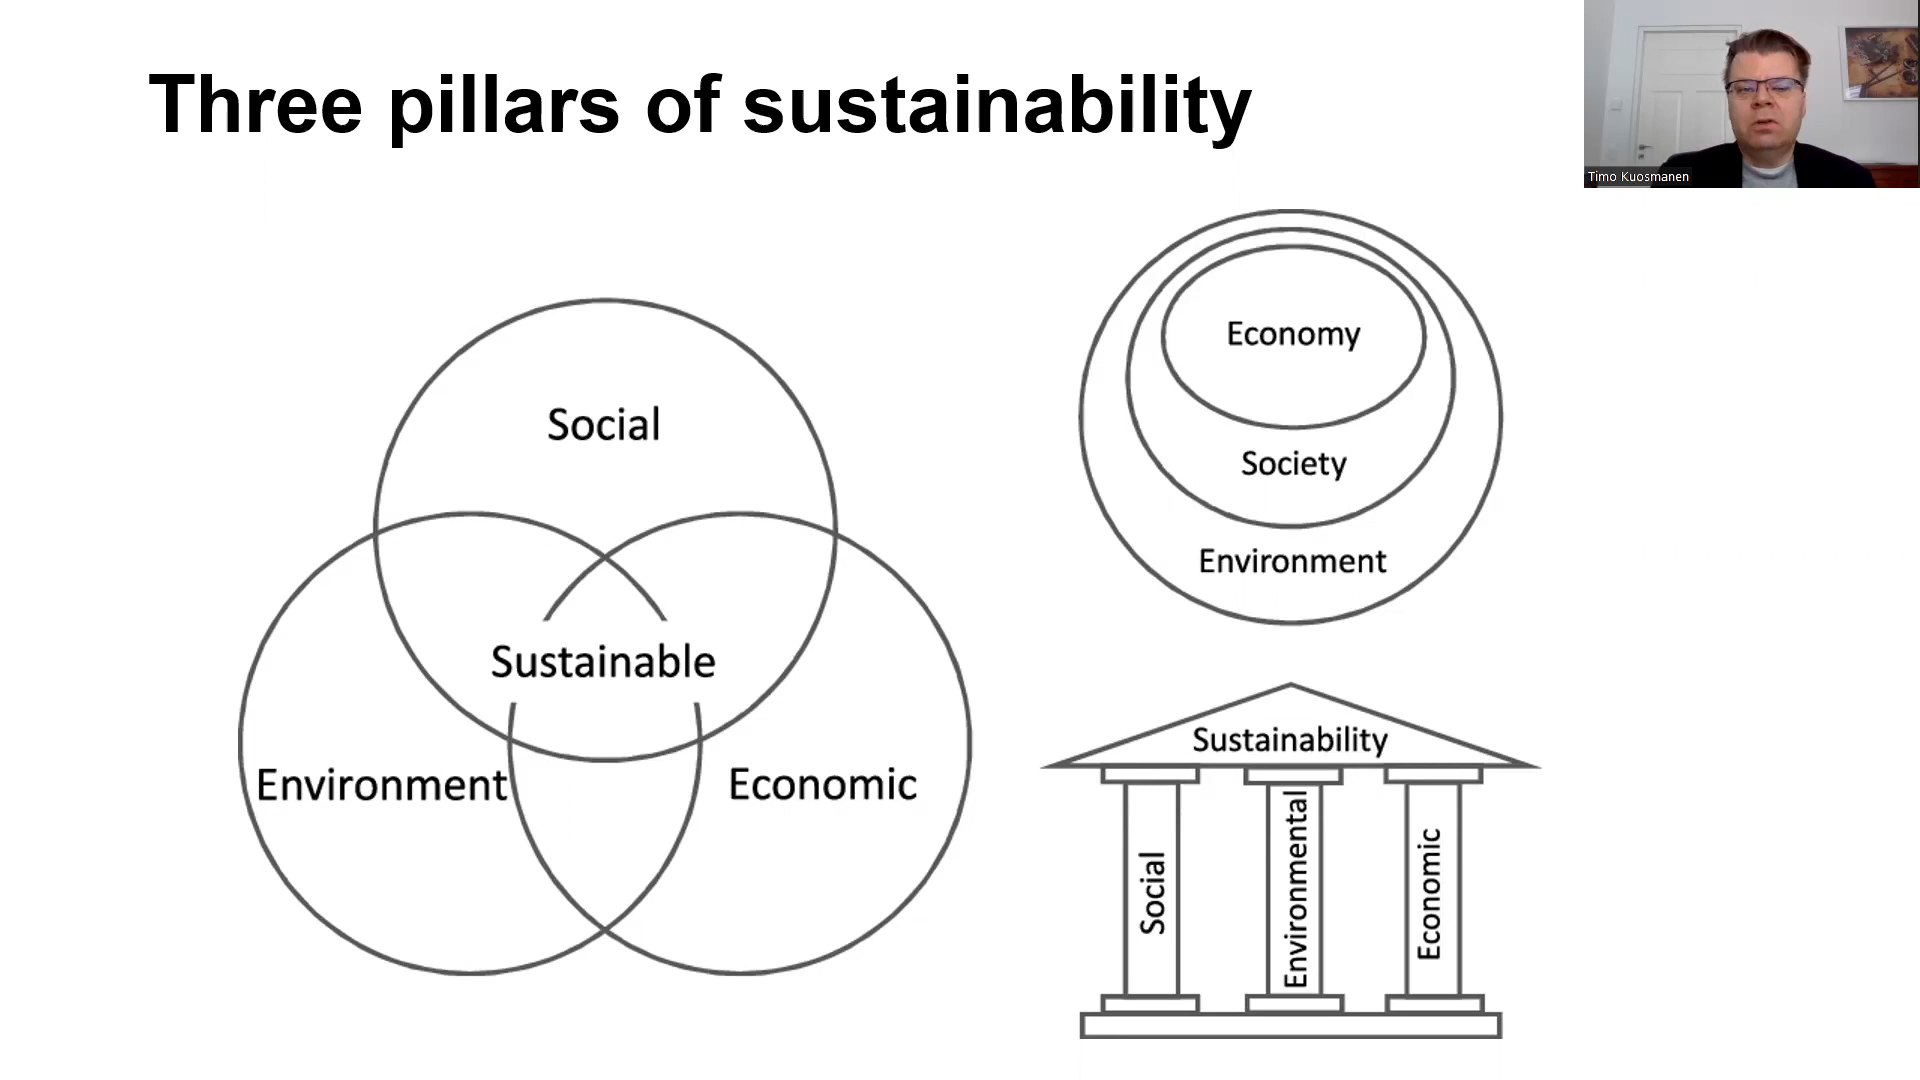 Three pillars of sustainability
Timo Kuosmanen
Social
Sustainable
Environment
Economic
Economy
Society
Environment
Sustainability
Social
Environmental
Economic